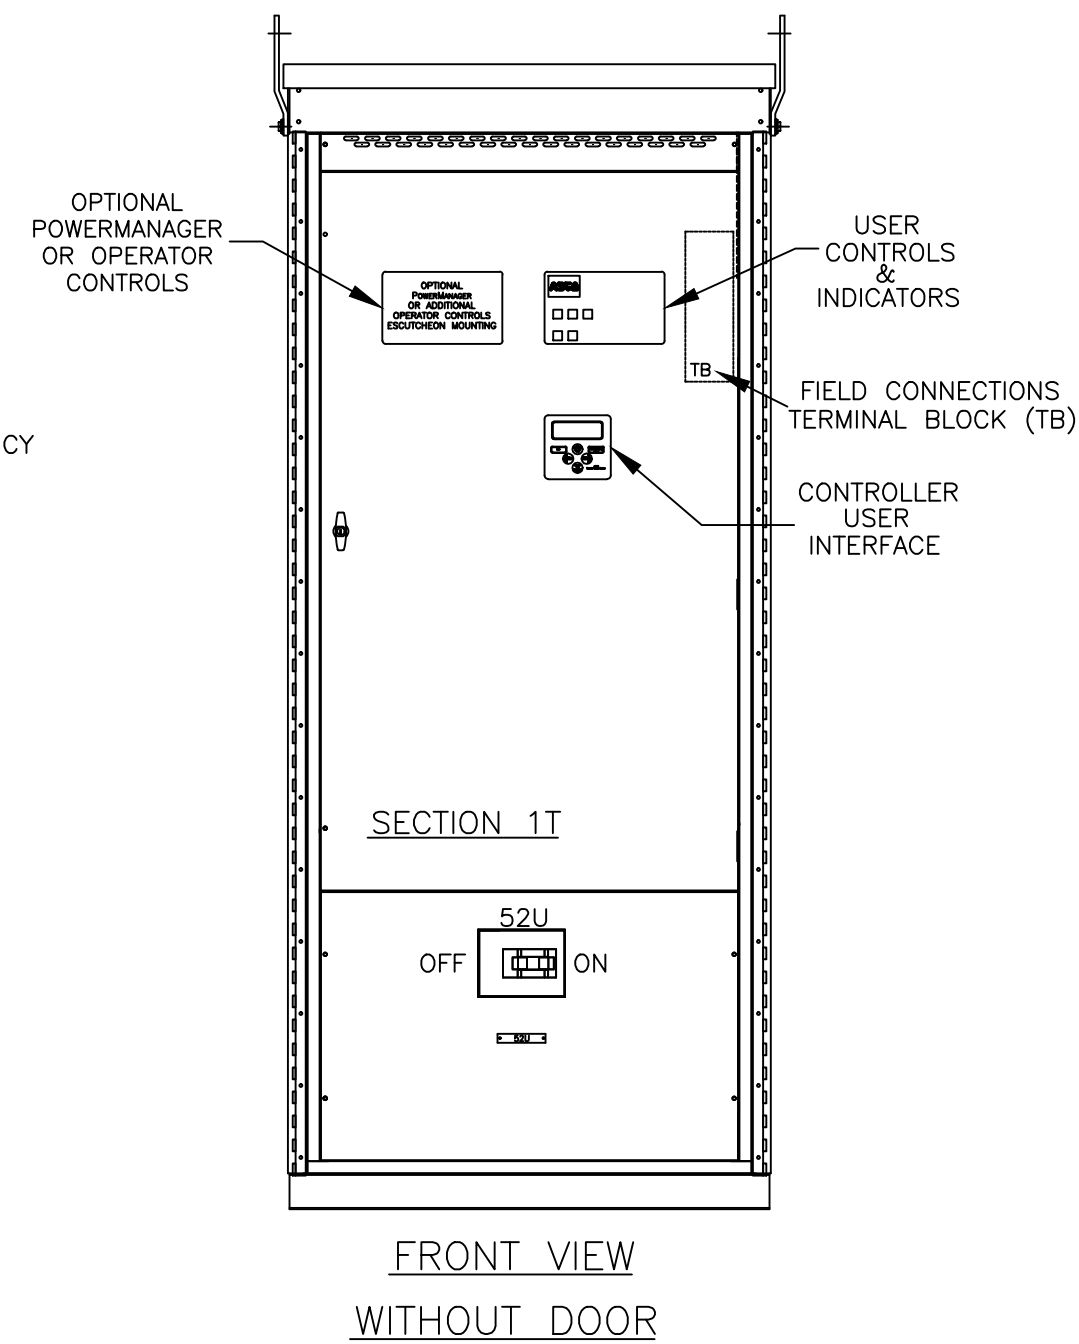 OPTIONAL
POWERMANAGER
OR OPERATOR
CONTROLS
OPTIONAL
POWERMANAGER
OR ADDITIONAL
OPERATOR CONTROLS
ESCUTCHEON MOUNTING
ASCO
USER
CONTROLS
&
INDICATORS
TB
FIELD CONNECTIONS
TERMINAL BLOCK (TB)
CY
CONTROLLER
USER
INTERFACE
SECTION 1T
52U
OFF
ON
52U
FRONT VIEW
WITHOUT DOOR